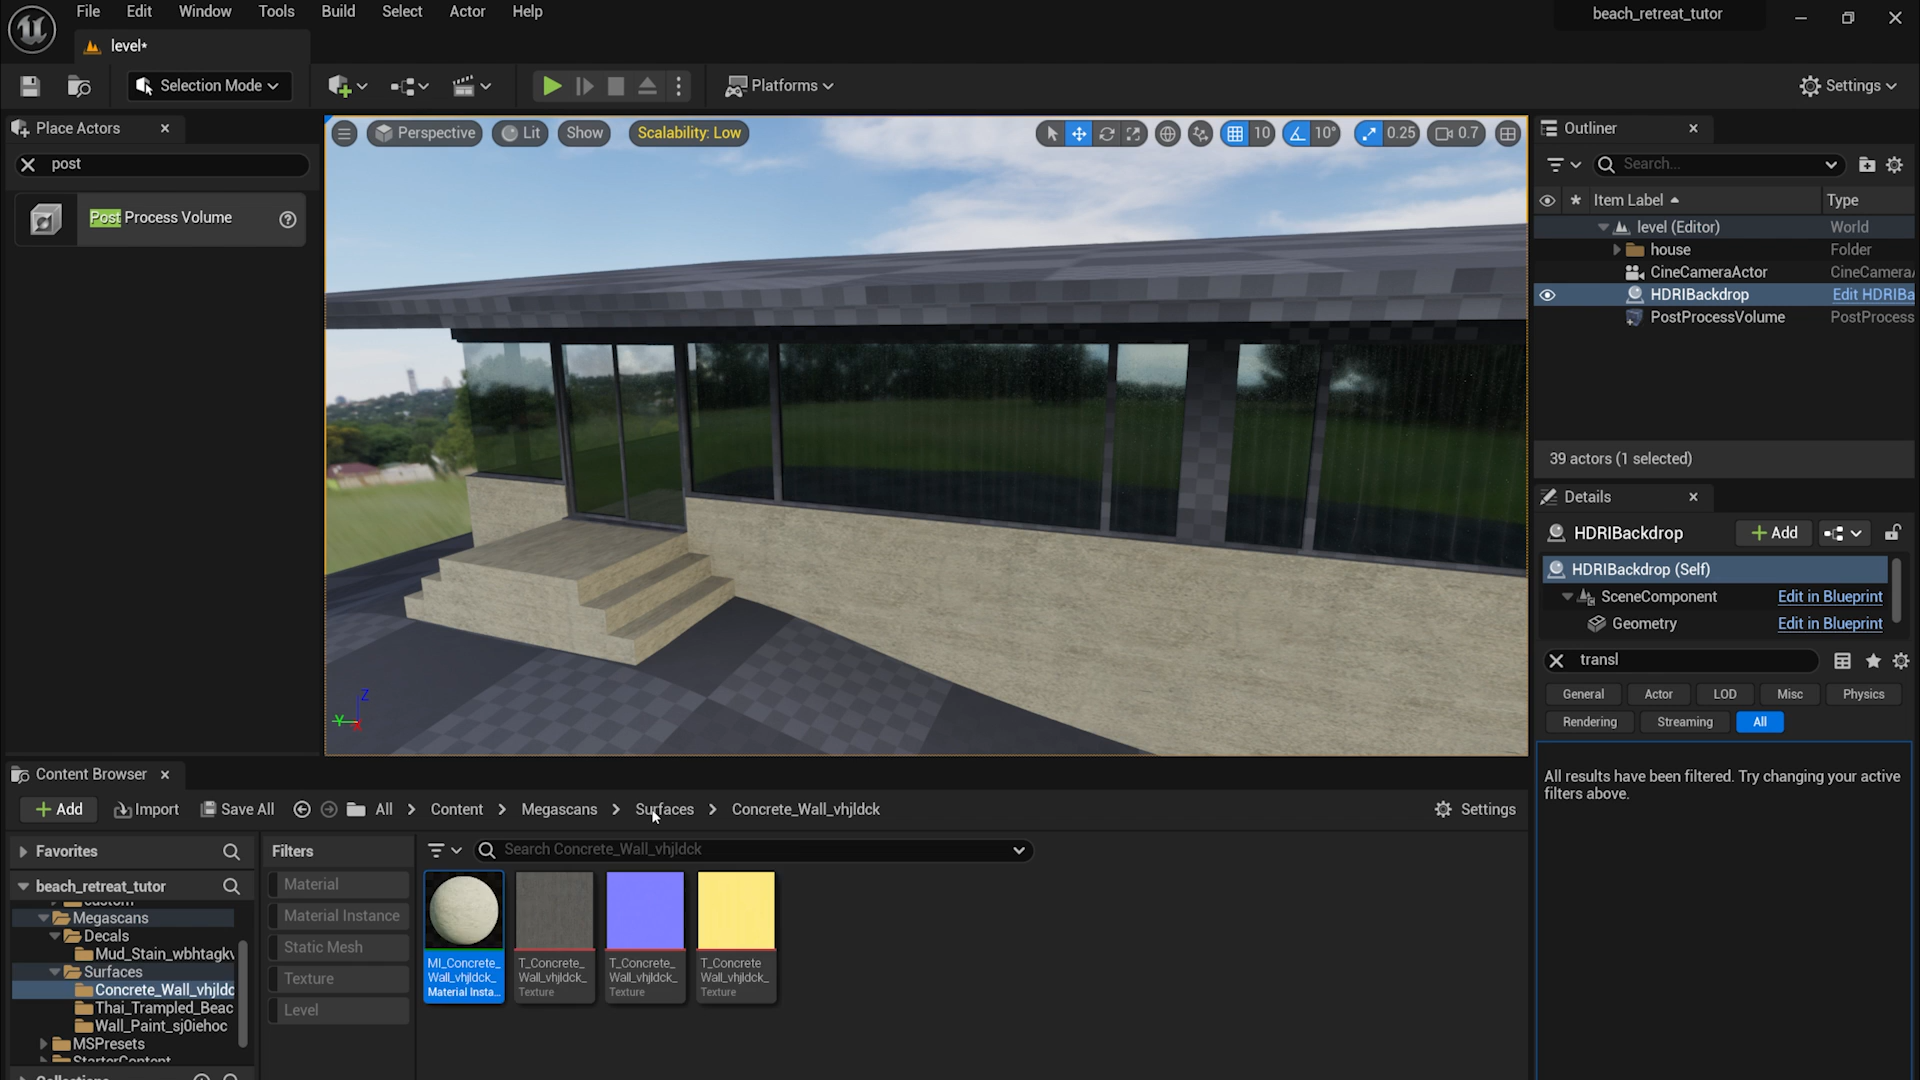 File Edit Window Tools Build Select Actor Help
beach_retreat_tutor
level*
Selection Mode
Platforms
Settings
Place Actors
post
Post Process Volume
Perspective
Lit
Show
Scalability: Low
10
10°
0.25
0.7
Z
Y
X
Outliner
Search...
Item Label
Type
level (Editor)
World
house
Folder
CineCameraActor
CineCameraA
HDRIBackdrop
Edit HDRIBa
PostProcessVolume
PostProcess
39 actors (1 selected)
Details
HDRIBackdrop
Add
HDRIBackdrop (Self)
SceneComponent
Edit in Blueprint
Geometry
Edit in Blueprint
transl
General
Actor
LOD
Misc
Physics
Rendering
Streaming
All
All results have been filtered. Try changing your active
filters above.
Content Browser
Add
Import
Save All
All
Content
Megascans
Surfaces
Concrete_Wall_vhjldck
Settings
Favorites
beach_retreat_tutor
Custom
Megascans
Decals
Mud_Stain_wbhtagkv
Surfaces
Concrete_Wall_vhjldc
Thai_Trampled_Beac
Wall_Paint_sj0iehoc
MSPresets
StarterContent
Collections
Filters
Material
Material Instance
Static Mesh
Texture
Level
Search Concrete_Wall_vhjldck
MI_Concrete_
Wall_vhjldck_
Material Insta...
T_Concrete_
Wall_vhjldck_
Texture
T_Concrete_
Wall_vhjldck_
Texture
T_Concrete
Wall_vhjldck_
Texture